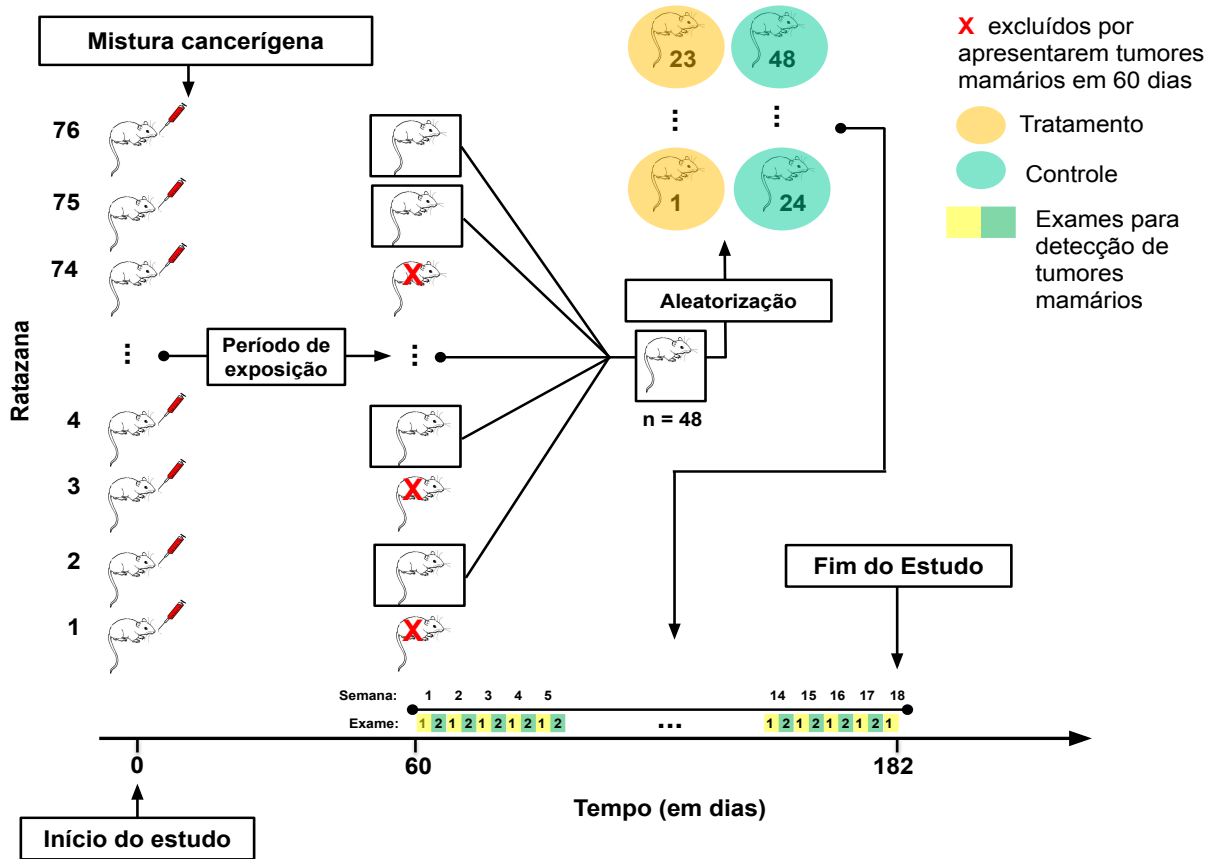 Mistura cancerígena
76
75
74
⋮
4
3
2
1
Ratazana
Período de
exposição
X
⋮
X
X
n = 48
Aleatorização
23
48
⋮
⋮
1
24
X excluídos por
apresentarem tumores
mamários em 60 dias
Tratamento
Controle
Exames para
detecção de
tumores
mamários
Fim do Estudo
Semana: 1 2 3 4 5 14 15 16 17 18
Exame: 1 2 1 2 1 2 1 2 1 2 ... 1 2 1 2 1 2 1 2 1
0 60 182
Tempo (em dias)
Início do estudo